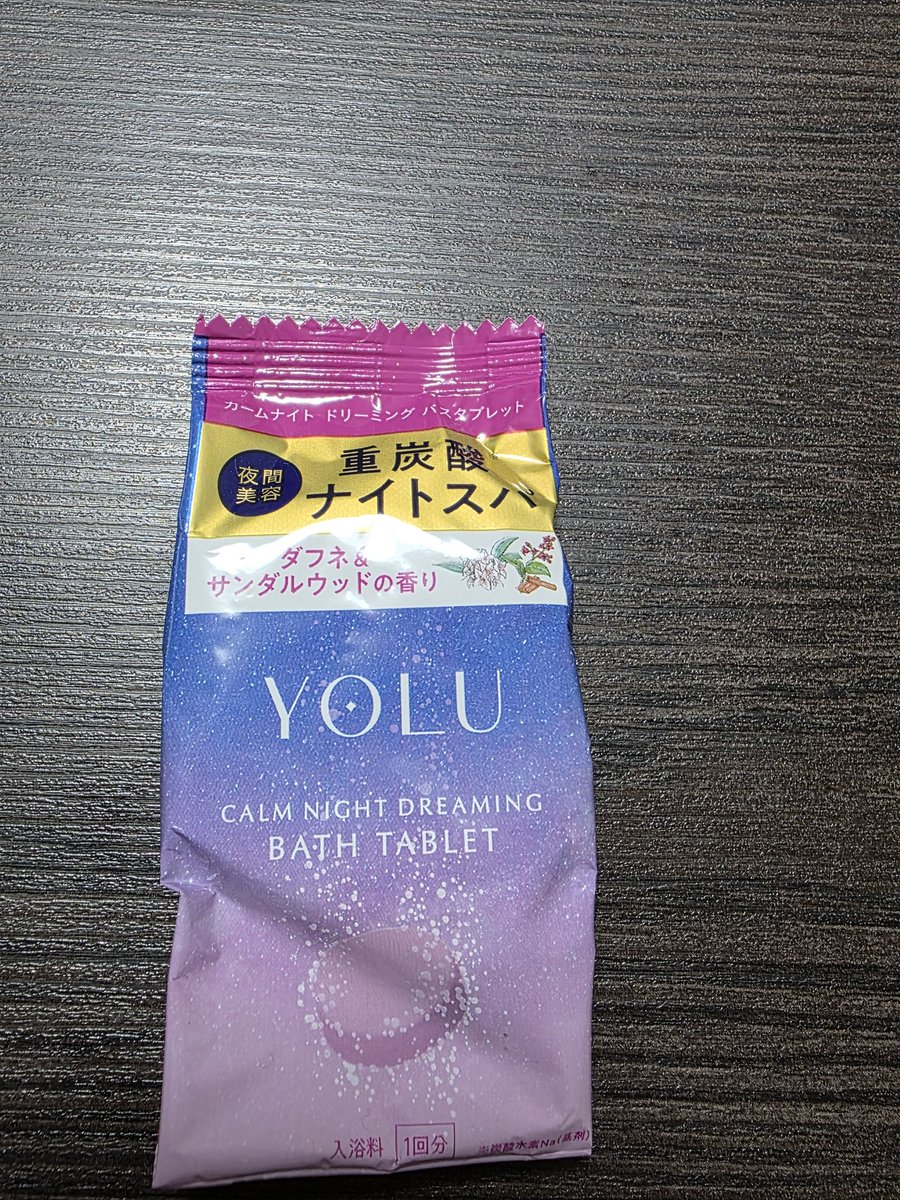 カームナイト ドリーミング バスタブレット
夜間
美容
重炭酸※
ナイトスパ
ダフネ&
サンダルウッドの香り
YOLU
CALM NIGHT DREAMING
BATH TABLET
入浴料 1回分
※炭酸水素Na(基剤)